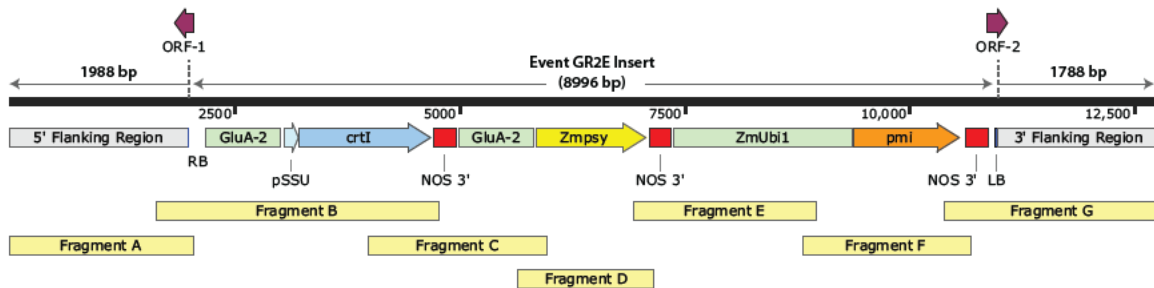 ORF-1
ORF-2
1988 bp
Event GR2E Insert
(8996 bp)
1788 bp
2500
5000
7500
10,000
12,500
5' Flanking Region
GluA-2
crtI
GluA-2
Zmpsy
ZmUbi1
pmi
3' Flanking Region
RB
pSSU
NOS 3'
NOS 3'
NOS 3'
LB
Fragment B
Fragment E
Fragment G
Fragment A
Fragment C
Fragment F
Fragment D